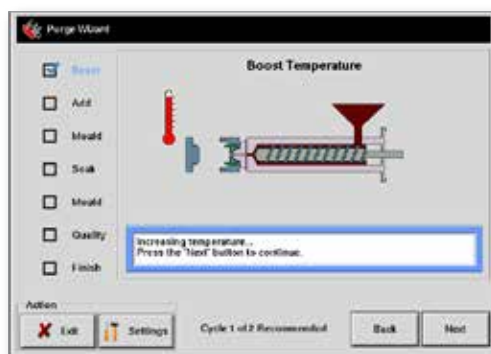 Purge Wizard
Boost Temperature
Boost
Add
Mould
Soak
Mould
Quality
Finish
Increasing temperature...
Press the "Next" button to continue.
Action
Exit
Settings
Cycle 1 of 2 Recommended
Back
Next